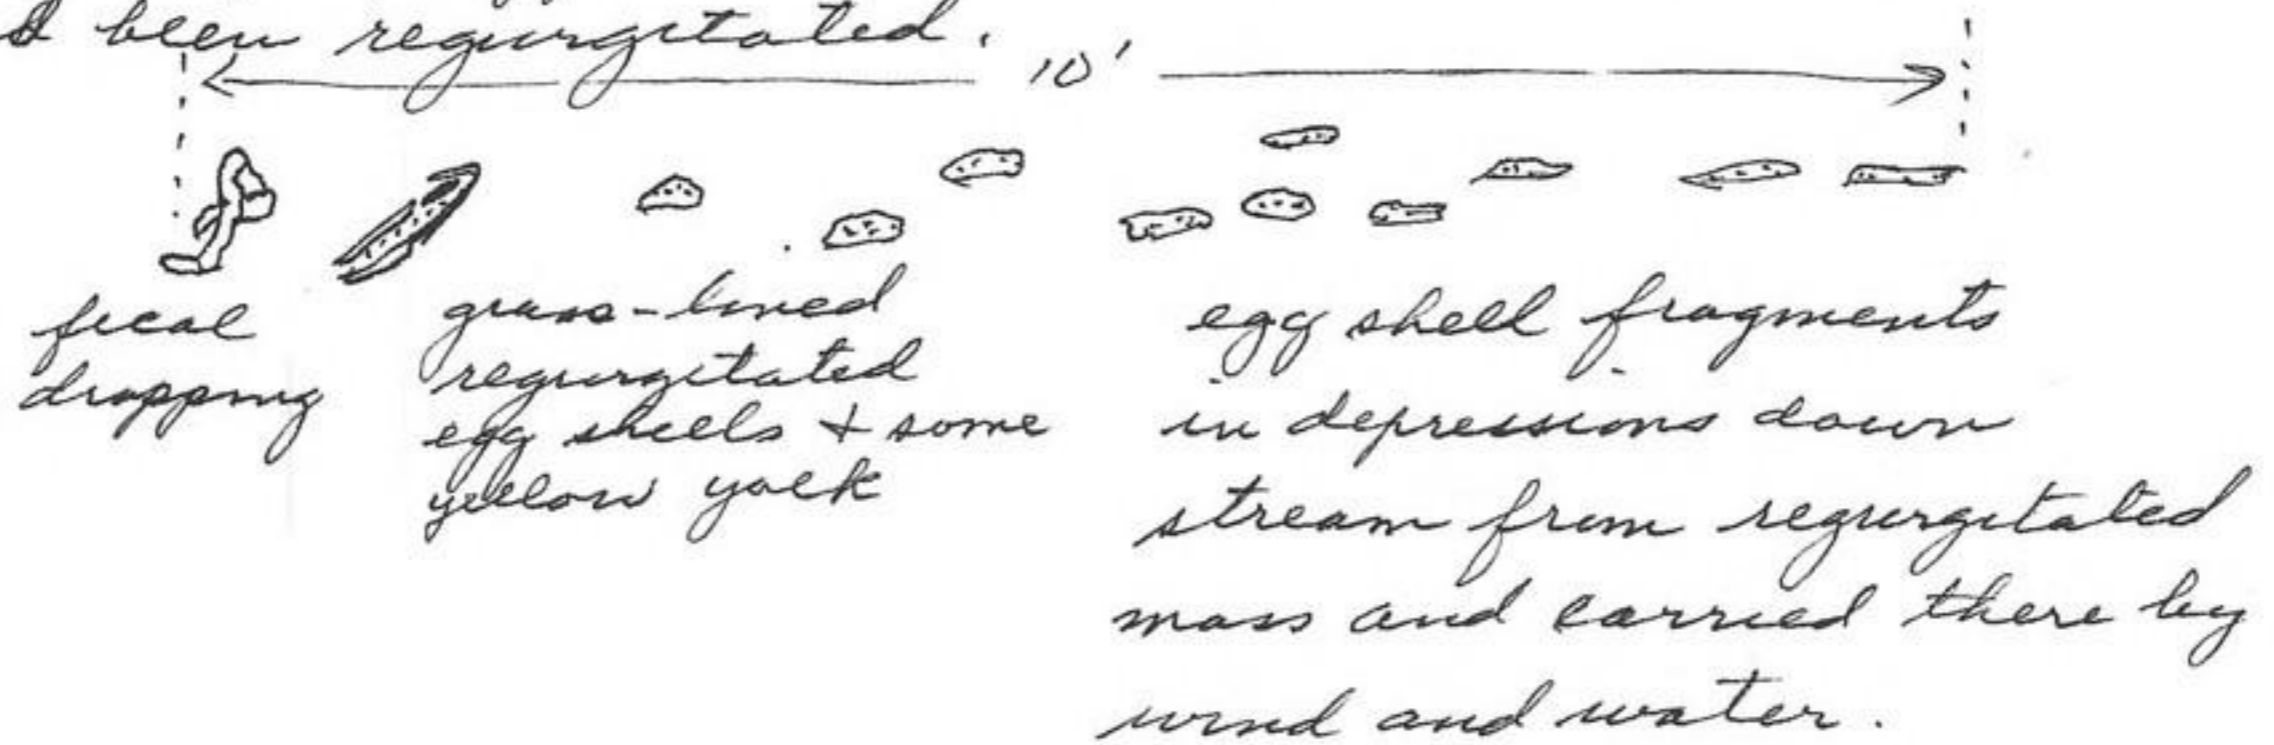 been regurgitated.
10'
fecal
dropping
grass-lined
regurgitated
egg shells + some
yellow yolk
egg shell fragments
in depressions down
stream from regurgitated
mass and carried there by
wind and water.